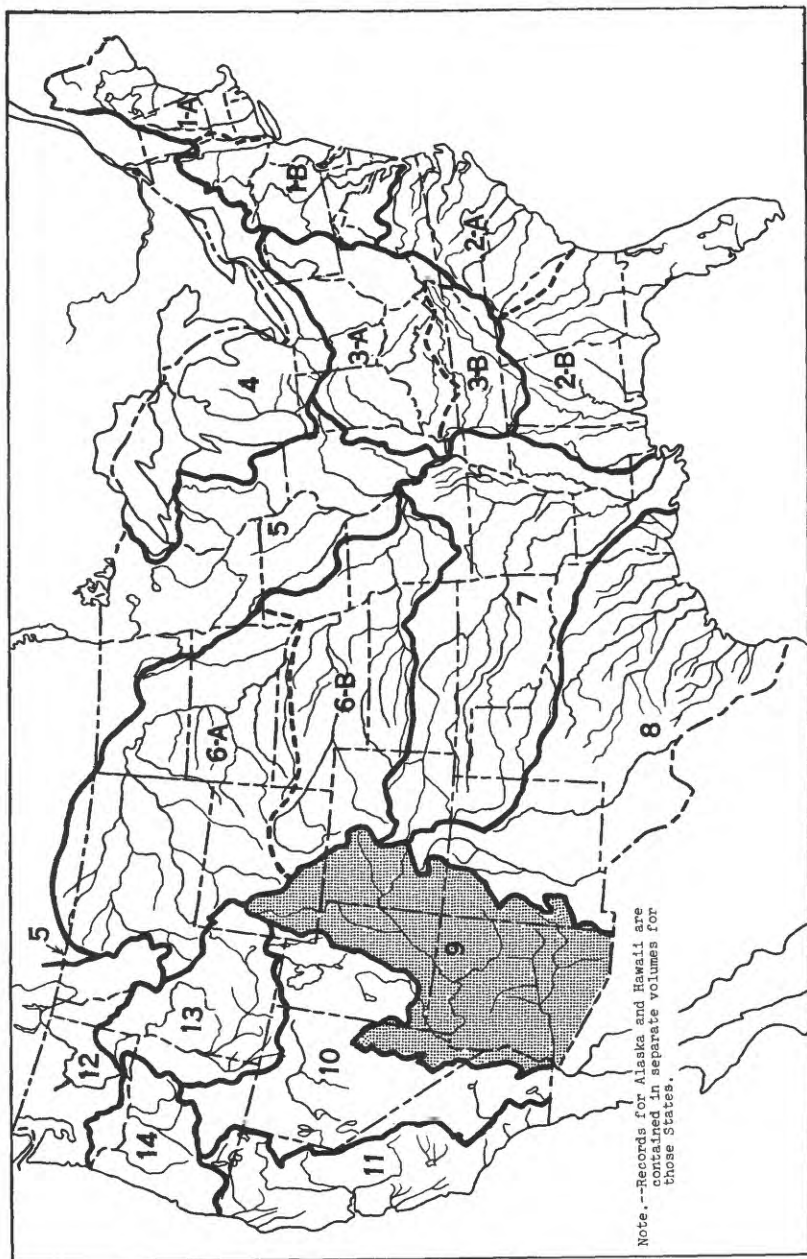 1-A
1-B
2-A
2-B
3-A
3-B
4
5
6-A
6-B
7
8
9
10
11
12
13
14
5
Note.--Records for Alaska and Hawaii are
contained in separate volumes for
those States.